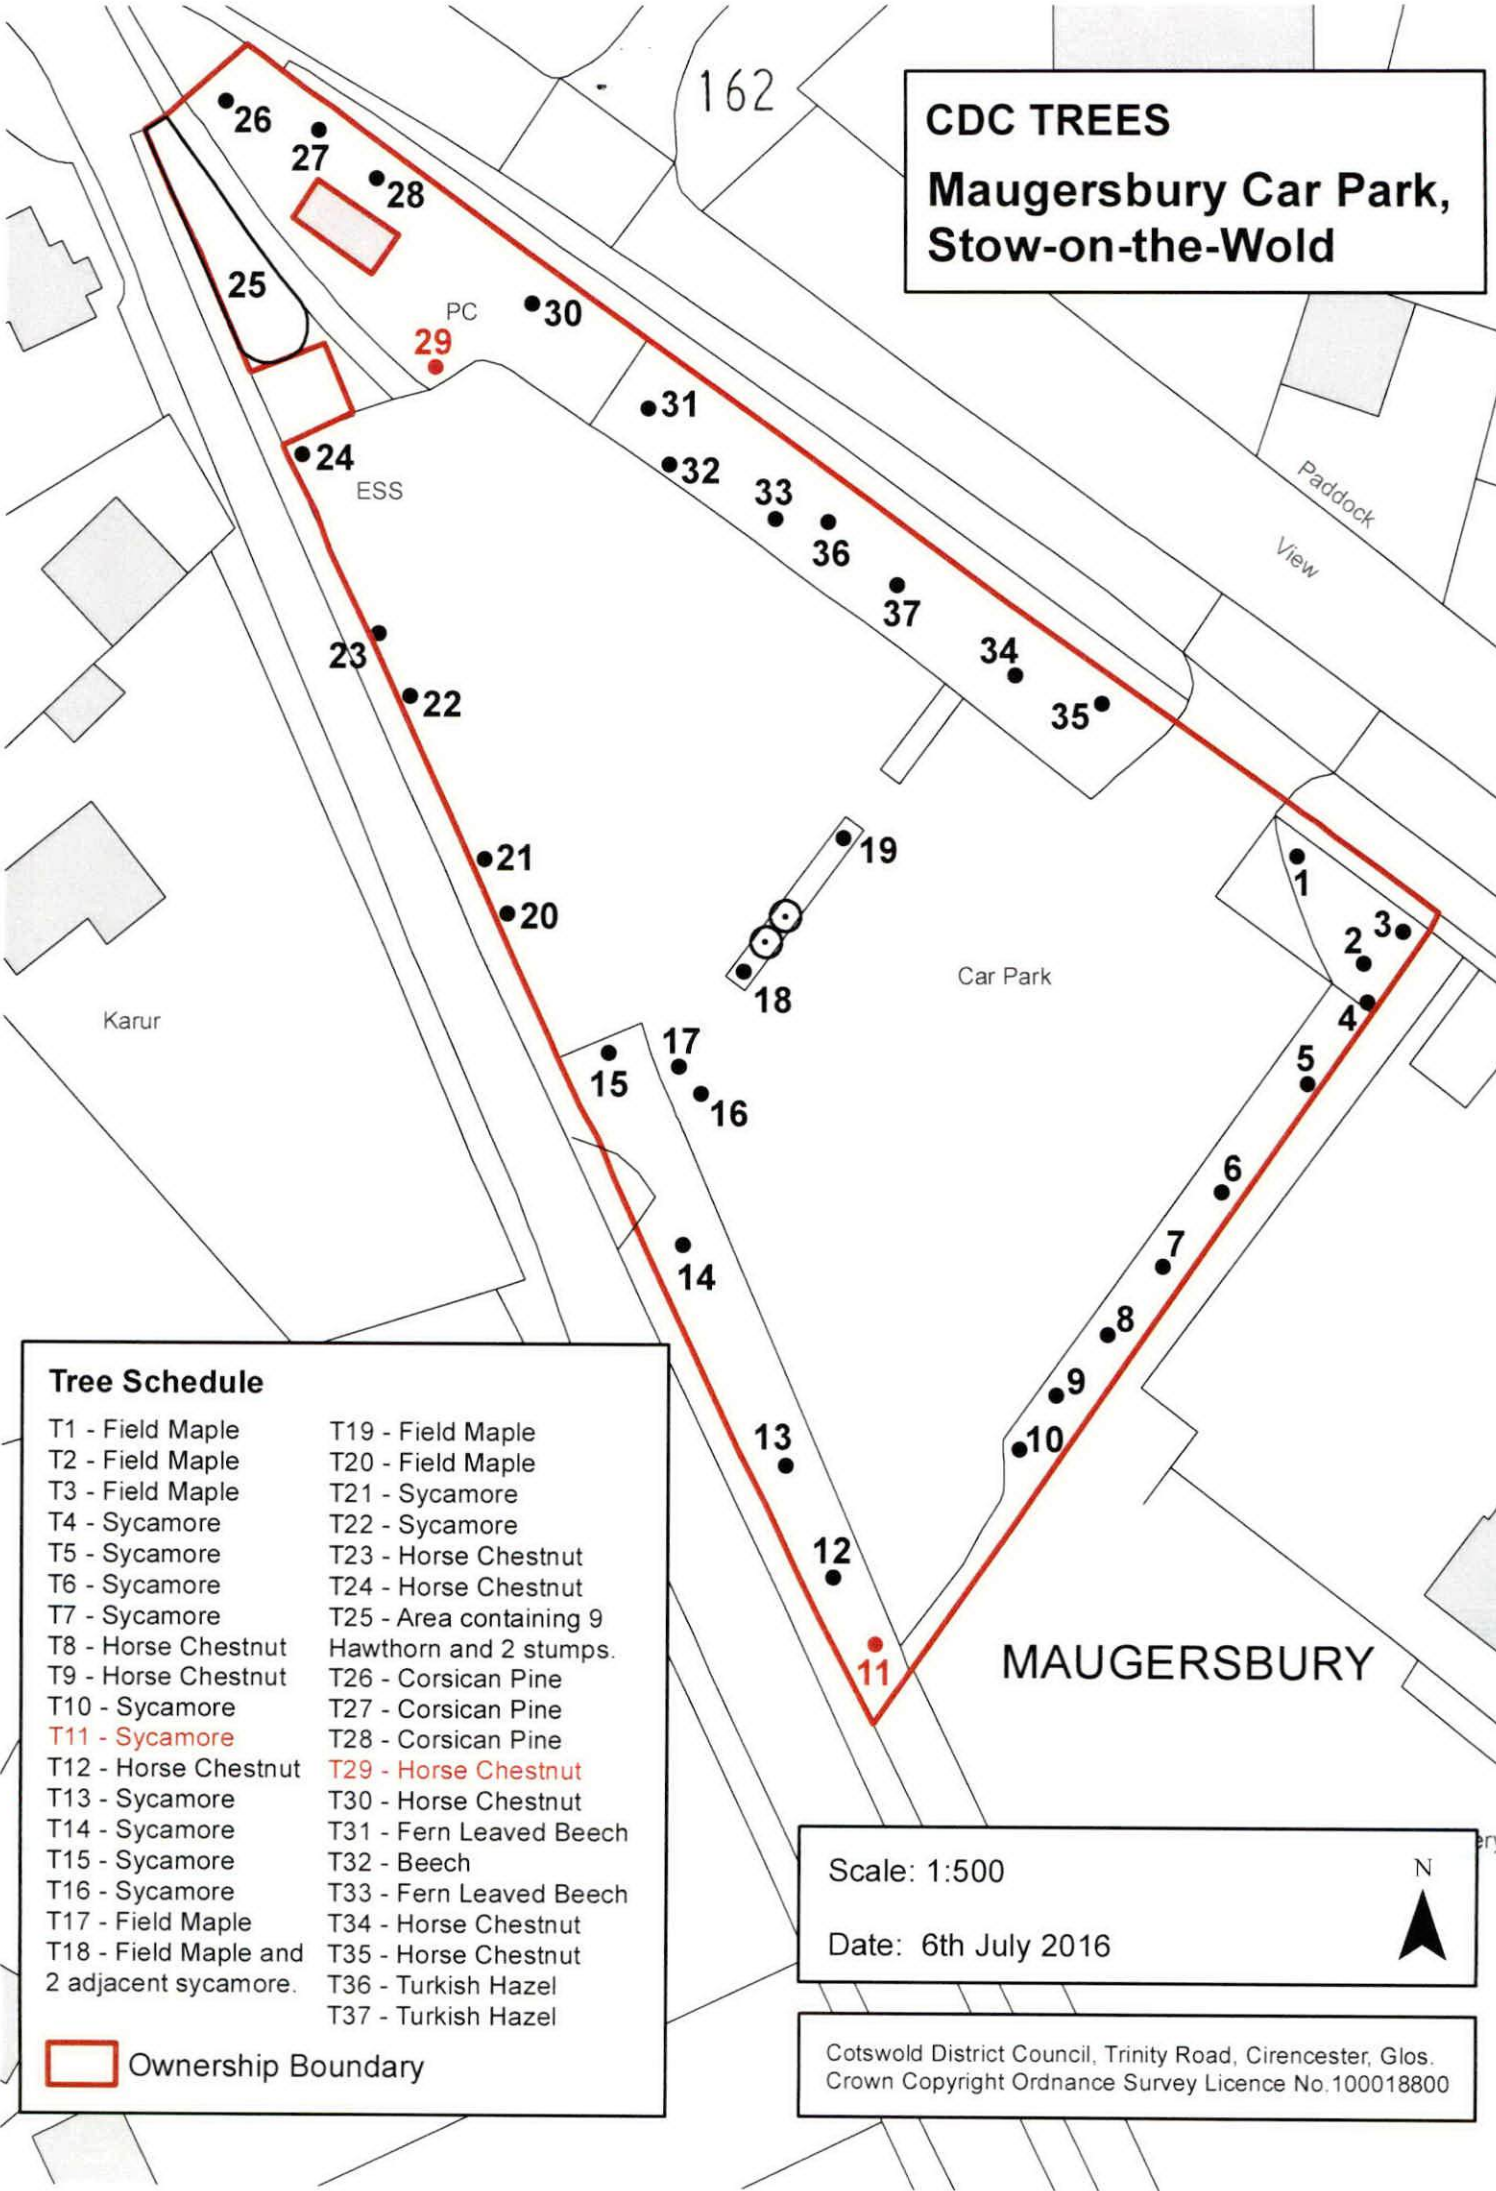 162
CDC TREES
Maugersbury Car Park,
Stow-on-the-Wold
26
27
28
25
PC
30
29
31
24
32
ESS
33
36
Paddock
View
37
23
34
22
35
21
19
1
20
3
2
18
Car Park
4
Karur
17
15
5
16
6
7
14
8
9
13
10
12
11
MAUGERSBURY
Tree Schedule
T1 - Field Maple
T2 - Field Maple
T3 - Field Maple
T4 - Sycamore
T5 - Sycamore
T6 - Sycamore
T7 - Sycamore
T8 - Horse Chestnut
T9 - Horse Chestnut
T10 - Sycamore
T11 - Sycamore
T12 - Horse Chestnut
T13 - Sycamore
T14 - Sycamore
T15 - Sycamore
T16 - Sycamore
T17 - Field Maple
T18 - Field Maple and
2 adjacent sycamore.
T19 - Field Maple
T20 - Field Maple
T21 - Sycamore
T22 - Sycamore
T23 - Horse Chestnut
T24 - Horse Chestnut
T25 - Area containing 9
Hawthorn and 2 stumps.
T26 - Corsican Pine
T27 - Corsican Pine
T28 - Corsican Pine
T29 - Horse Chestnut
T30 - Horse Chestnut
T31 - Fern Leaved Beech
T32 - Beech
T33 - Fern Leaved Beech
T34 - Horse Chestnut
T35 - Horse Chestnut
T36 - Turkish Hazel
T37 - Turkish Hazel
Ownership Boundary
Scale: 1:500
N
Date: 6th July 2016
Cotswold District Council, Trinity Road, Cirencester, Glos.
Crown Copyright Ordnance Survey Licence No.100018800